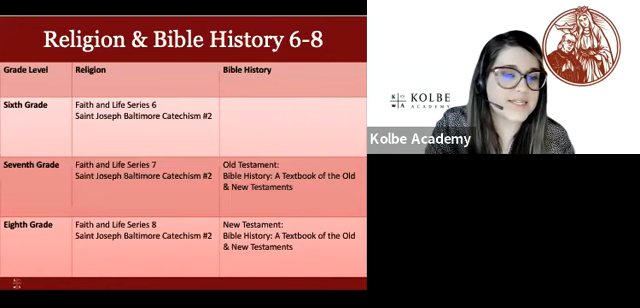 Religion & Bible History 6-8
Grade Level
Religion
Bible History
Sixth Grade
Faith and Life Series 6
Saint Joseph Baltimore Catechism #2
Seventh Grade
Faith and Life Series 7
Saint Joseph Baltimore Catechism #2
Old Testament:
Bible History: A Textbook of the Old
& New Testaments
Eighth Grade
Faith and Life Series 8
Saint Joseph Baltimore Catechism #2
New Testament:
Bible History: A Textbook of the Old
& New Testaments
KOLBE
ACADEMY
Kolbe Academy